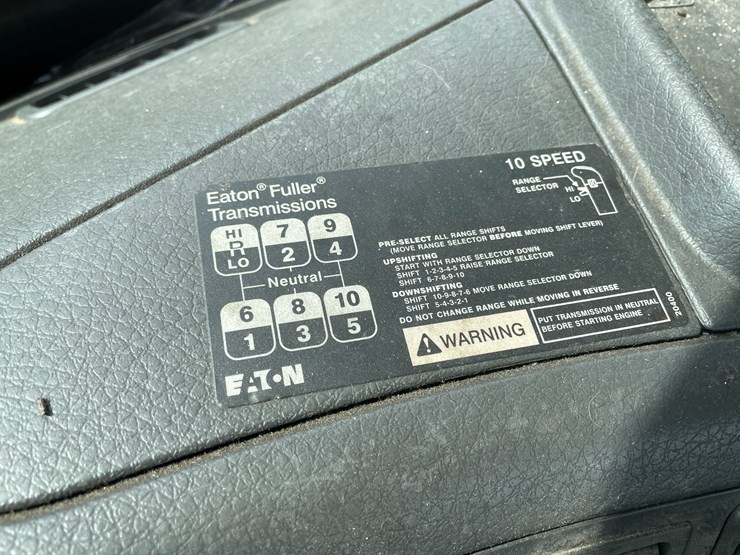 10 SPEED
Eaton® Fuller®
Transmissions
RANGE
SELECTOR
HI
LO
HI
R
LO
7
2
9
4
Neutral
6
1
8
3
10
5
PRE-SELECT ALL RANGE SHIFTS
(MOVE RANGE SELECTOR BEFORE MOVING SHIFT LEVER)
UPSHIFTING
START WITH RANGE SELECTOR DOWN
SHIFT 1-2-3-4-5 RAISE RANGE SELECTOR
SHIFT 6-7-8-9-10
DOWNSHIFTING
SHIFT 10-9-8-7-6 MOVE RANGE SELECTOR DOWN
SHIFT 5-4-3-2-1
DO NOT CHANGE RANGE WHILE MOVING IN REVERSE
WARNING
PUT TRANSMISSION IN NEUTRAL
BEFORE STARTING ENGINE
20400
EATON